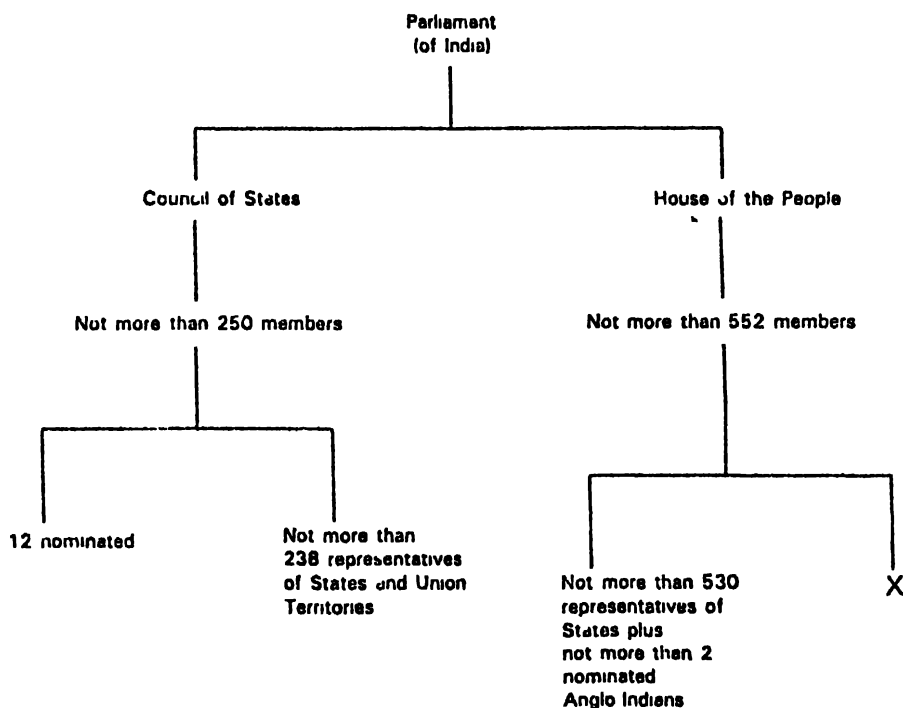 Parliament
(of India)
Council of States
House of the People
Not more than 250 members
Not more than 552 members
12 nominated
Not more than
238 representatives
of States and Union
Territories
Not more than 530
representatives of
States plus
not more than 2
nominated
Anglo Indians
X